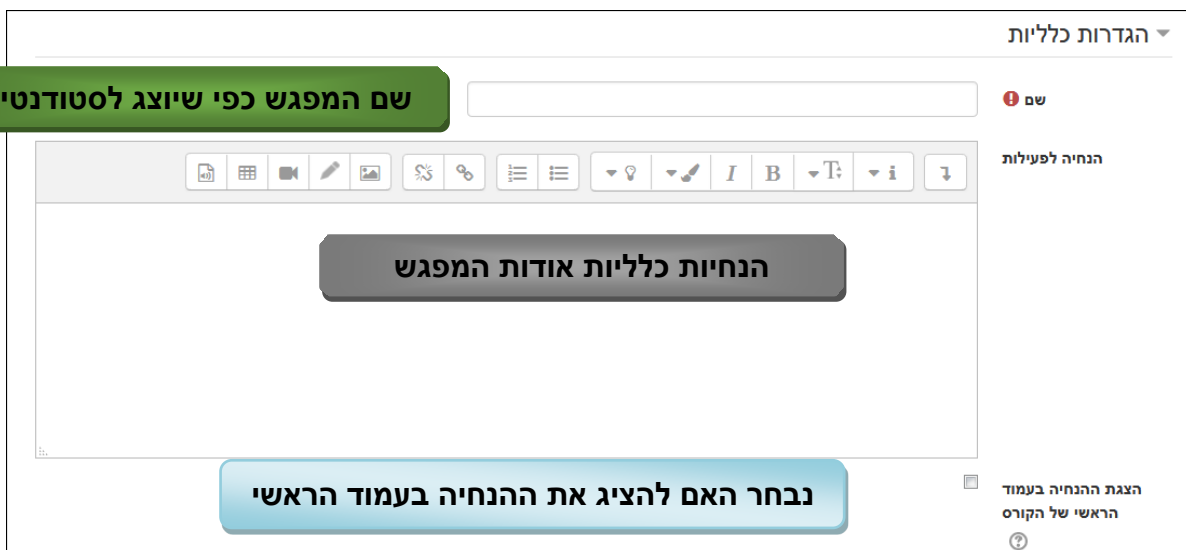 הגדרות כלליות
שם
שם המפגש כפי שיוצג לסטודנטי
הנחיה לפעילות
i T B I
הנחיות כלליות אודות המפגש
הצגת ההנחיה בעמוד
הראשי של הקורס
נבחר האם להציג את ההנחיה בעמוד הראשי